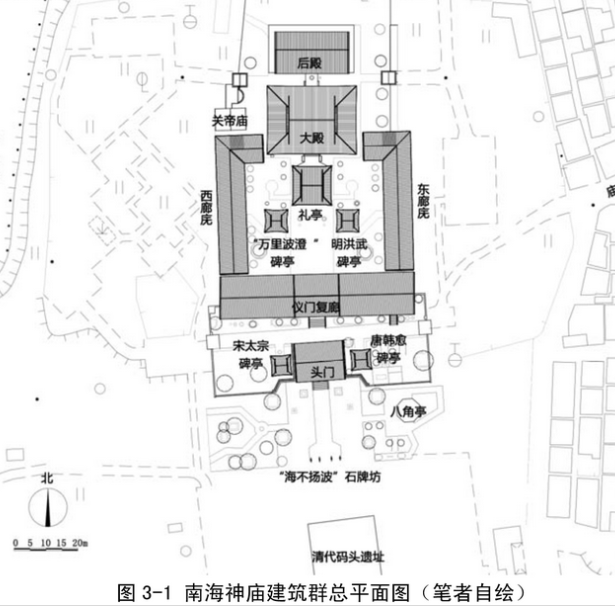 后殿
关帝庙
大殿
西廊庑
东廊庑
礼亭
“万里波澄”
碑亭
明洪武
碑亭
仪门复廊
宋太宗
碑亭
唐韩愈
碑亭
头门
八角亭
“海不扬波”石牌坊
北
0 5 10 15 20m
清代码头遗址
图 3-1 南海神庙建筑群总平面图（笔者自绘）